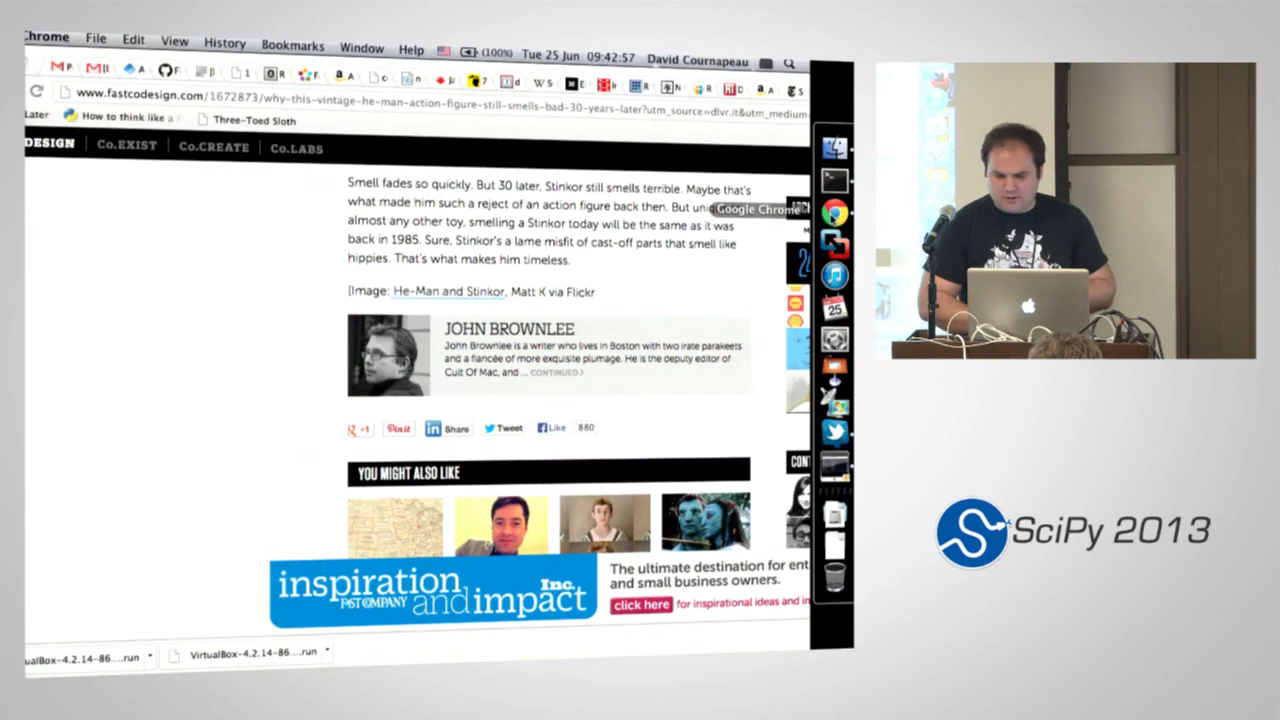 Chrome File Edit View History Bookmarks Window Help (100%) Tue 25 Jun 09:42:57 David Cournapeau
www.fastcodesign.com/1672873/why-this-vintage-he-man-action-figure-still-smells-bad-30-years-later?utm_source=dlvr.it&utm_medium=
Later How to think like a Three-Toed Sloth
DESIGN Co.EXIST Co.CREATE Co.LABS
Smell fades so quickly. But 30 later, Stinkor still smells terrible. Maybe that's
what made him such a reject of an action figure back then. But
Google Chrome
almost any other toy, smelling a Stinkor today will be the same as it was
back in 1985. Sure, Stinkor's a lame misfit of cast-off parts that smell like
hippies. That's what makes him timeless.
[Image: He-Man and Stinkor, Matt K via Flickr
JOHN BROWNLEE
John Brownlee is a writer who lives in Boston with two irate parakeets
and a fiancée of more exquisite plumage. He is the deputy editor of
Cult Of Mac, and ... CONTINUED >
+1 Pinit Share Tweet Like 880
YOU MIGHT ALSO LIKE
CONT
inspiration
FAST COMPANY and impact
Inc.
The ultimate destination for ent
and small business owners.
click here for inspirational ideas and in
ualBox-4.2.14-86....run VirtualBox-4.2.14-86....run
25
SciPy 2013